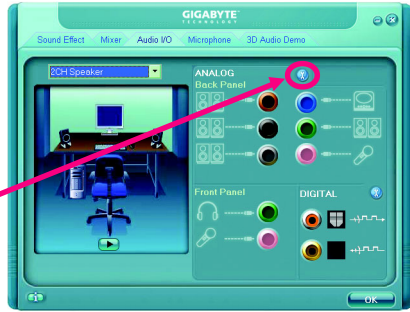 GIGABYTE
TECHNOLOGY
Sound Effect Mixer Audio I/O Microphone 3D Audio Demo
2CH Speaker
ANALOG
Back Panel
Front Panel
DIGITAL
OK